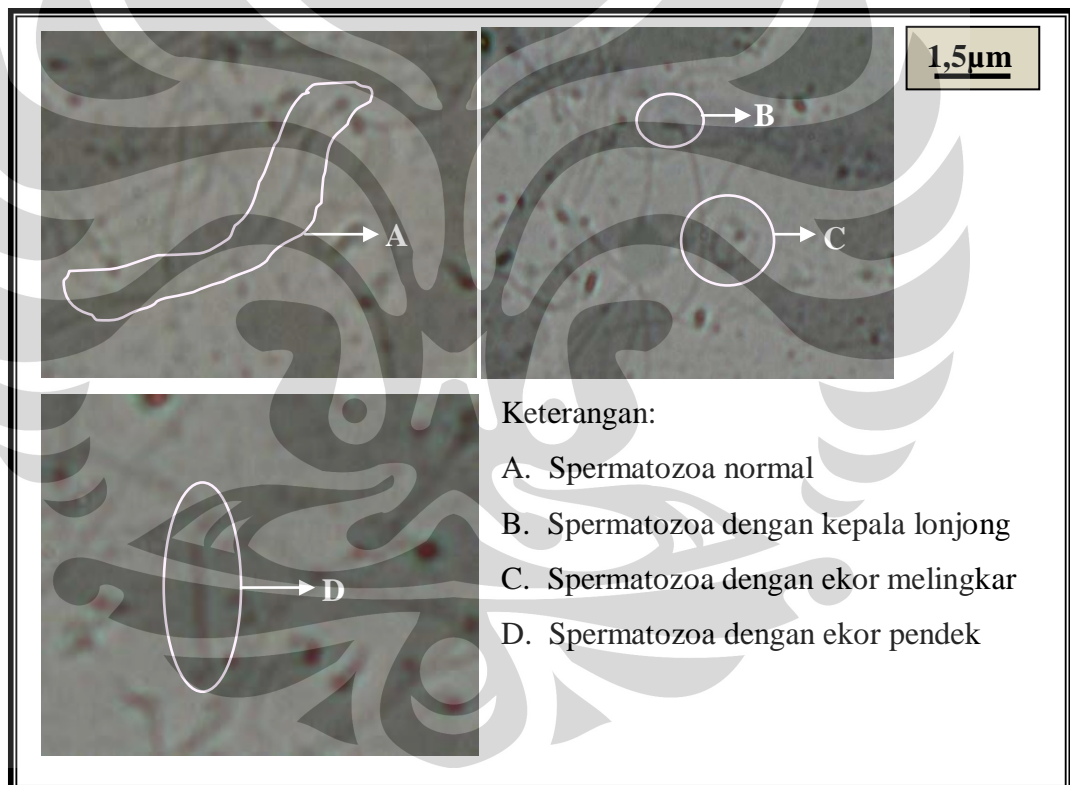 1,5µm
A
B
C
D
Keterangan:
A. Spermatozoa normal
B. Spermatozoa dengan kepala lonjong
C. Spermatozoa dengan ekor melingkar
D. Spermatozoa dengan ekor pendek